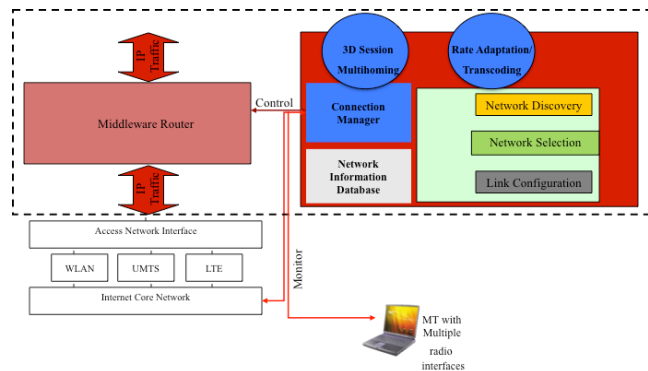 IP
Traffic
3D Session
Multihoming
Rate Adaptation/
Transcoding
Middleware Router
Control
Connection
Manager
Network Discovery
Network Selection
Network
Information
Database
Link Configuration
IP
Traffic
Access Network Interface
WLAN
UMTS
LTE
Internet Core Network
Monitor
MT with
Multiple
radio
interfaces